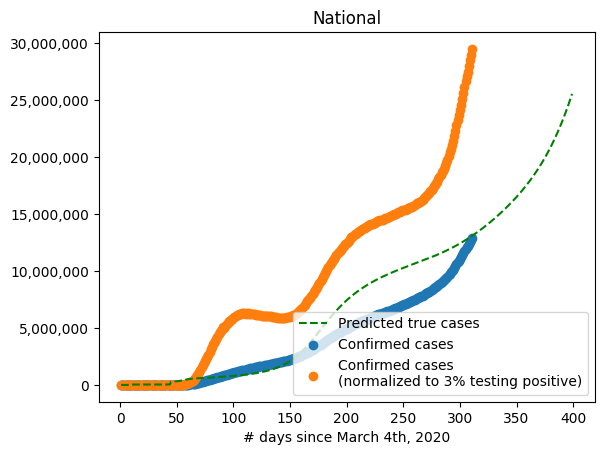 National
30,000,000
25,000,000
20,000,000
15,000,000
10,000,000
5,000,000
0
Predicted true cases
Confirmed cases
Confirmed cases
(normalized to 3% testing positive)
0 50 100 150 200 250 300 350 400
# days since March 4th, 2020